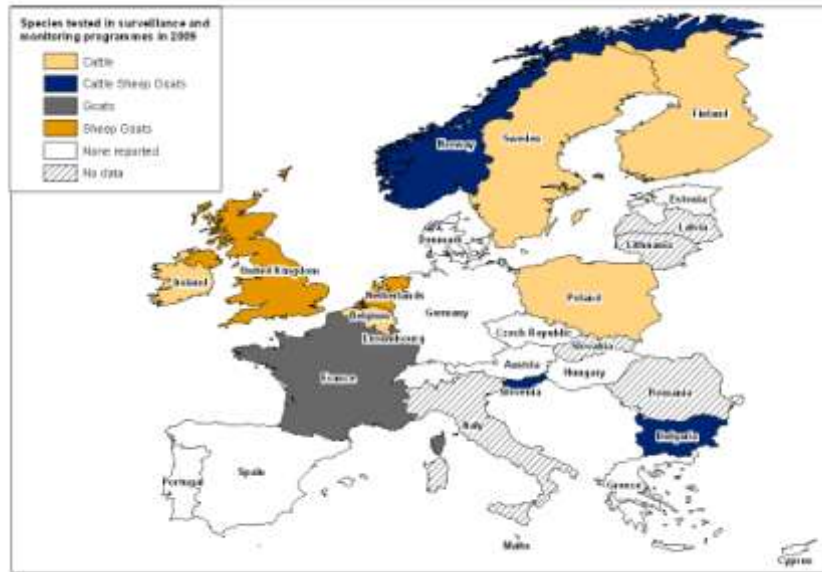 Species tested in surveillance and
monitoring programmes in 2009
Cattle
Cattle Sheep Goats
Goats
Sheep Goats
None reported
No data
Finland
Sweden
Norway
Estonia
Latvia
Lithuania
Denmark
United Kingdom
Ireland
Netherlands
Poland
Belgium
Germany
Luxembourg
Czech Republic
Slovakia
Austria
Hungary
France
Romania
Slovenia
Italy
Bulgaria
Spain
Portugal
Greece
Malta
Cyprus